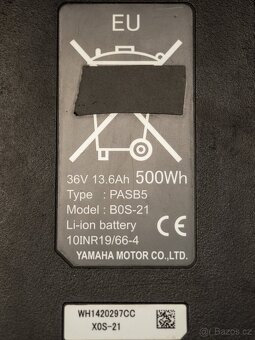 EU
36V 13.6Ah 500Wh
Type : PASB5
Model : B0S-21
Li-ion battery
10INR19/66-4
CE
YAMAHA MOTOR CO.,LTD.
WH1420297CC
X0S-21
Bazos.cz